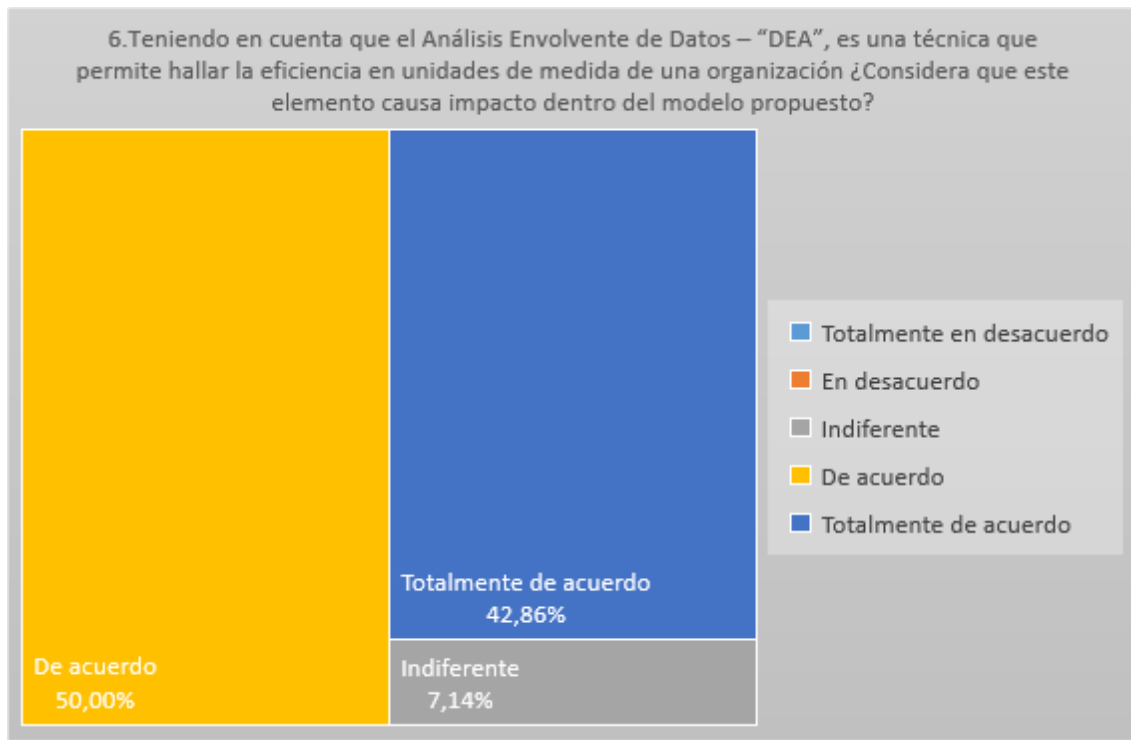 6.Teniendo en cuenta que el Análisis Envolvente de Datos – “DEA”, es una técnica que
permite hallar la eficiencia en unidades de medida de una organización ¿Considera que este
elemento causa impacto dentro del modelo propuesto?
De acuerdo
50,00%
Totalmente de acuerdo
42,86%
Indiferente
7,14%
Totalmente en desacuerdo
En desacuerdo
Indiferente
De acuerdo
Totalmente de acuerdo